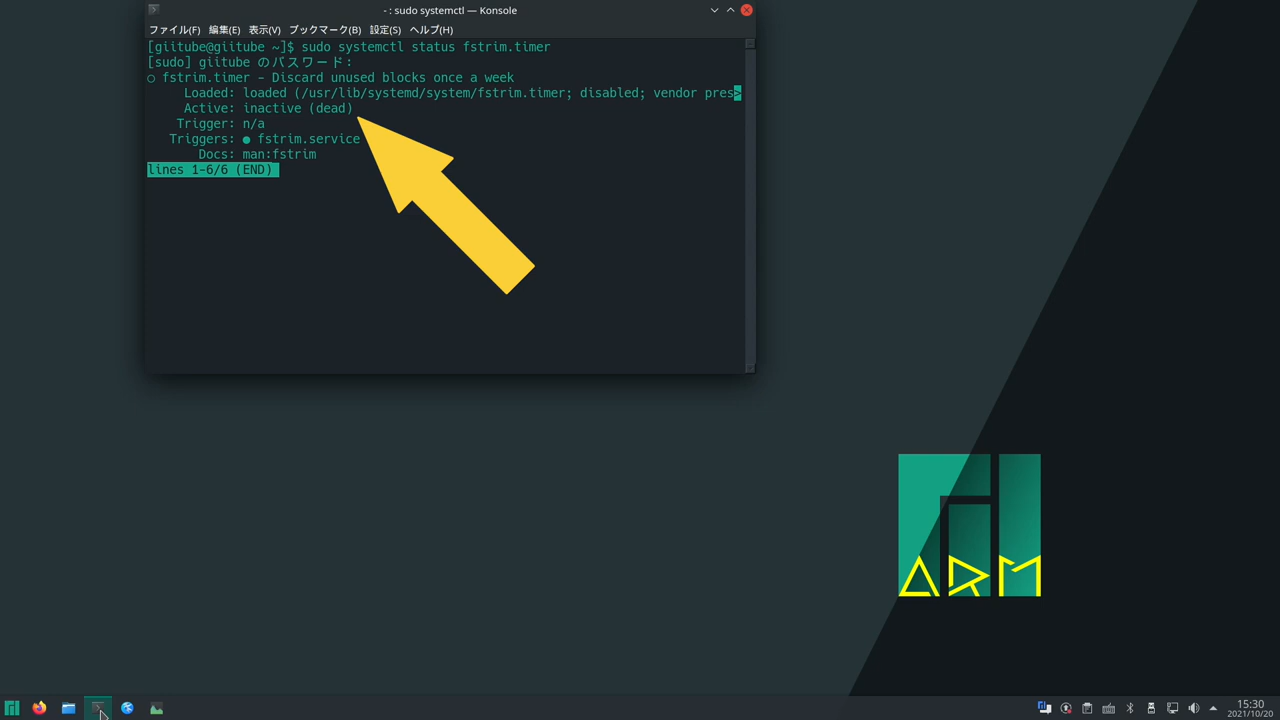 - : sudo systemctl — Konsole
ファイル(F) 編集(E) 表示(V) ブックマーク(B) 設定(S) ヘルプ(H)
[giitube@giitube ~]$ sudo systemctl status fstrim.timer
[sudo] giitube のパスワード:
○ fstrim.timer - Discard unused blocks once a week
Loaded: loaded (/usr/lib/systemd/system/fstrim.timer; disabled; vendor pres>
Active: inactive (dead)
Trigger: n/a
Triggers: ● fstrim.service
Docs: man:fstrim
lines 1-6/6 (END)
ARM
15:30
2021/10/20